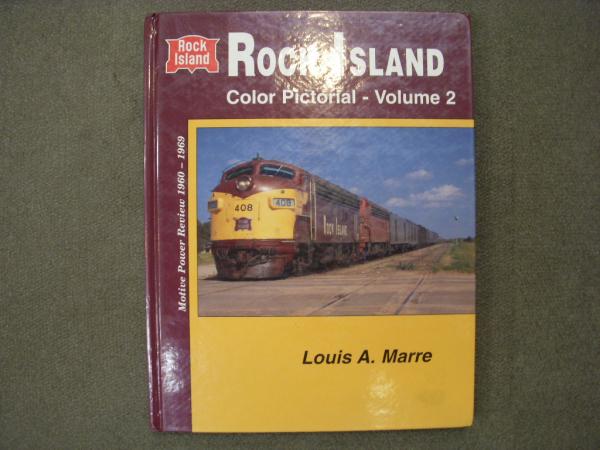 Rock
Island
ROCK ISLAND
Color Pictorial - Volume 2
Motive Power Review 1960 - 1969
408
408
ROCK ISLAND
Louis A. Marre